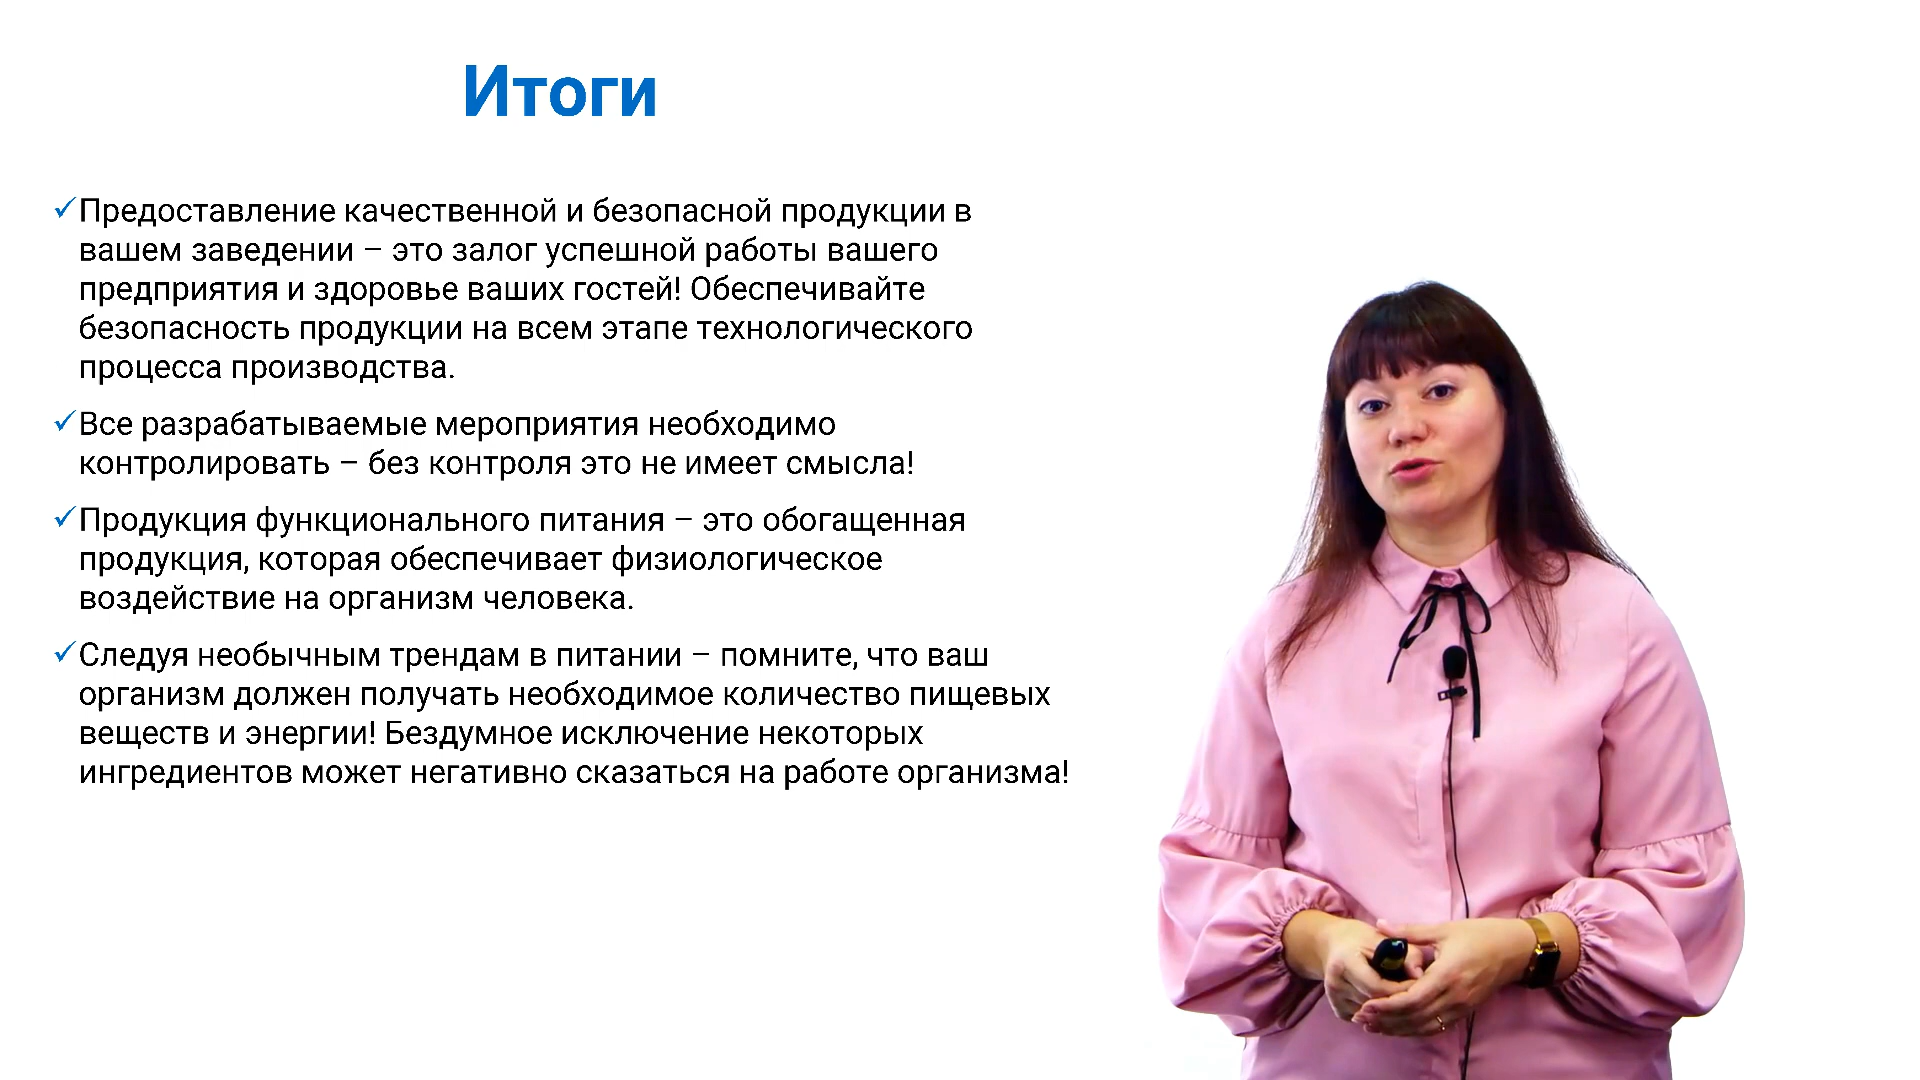 Итоги
✓Предоставление качественной и безопасной продукции в
вашем заведении – это залог успешной работы вашего
предприятия и здоровье ваших гостей! Обеспечивайте
безопасность продукции на всем этапе технологического
процесса производства.
✓Все разрабатываемые мероприятия необходимо
контролировать – без контроля это не имеет смысла!
✓Продукция функционального питания – это обогащенная
продукция, которая обеспечивает физиологическое
воздействие на организм человека.
✓Следуя необычным трендам в питании – помните, что ваш
организм должен получать необходимое количество пищевых
веществ и энергии! Бездумное исключение некоторых
ингредиентов может негативно сказаться на работе организма!